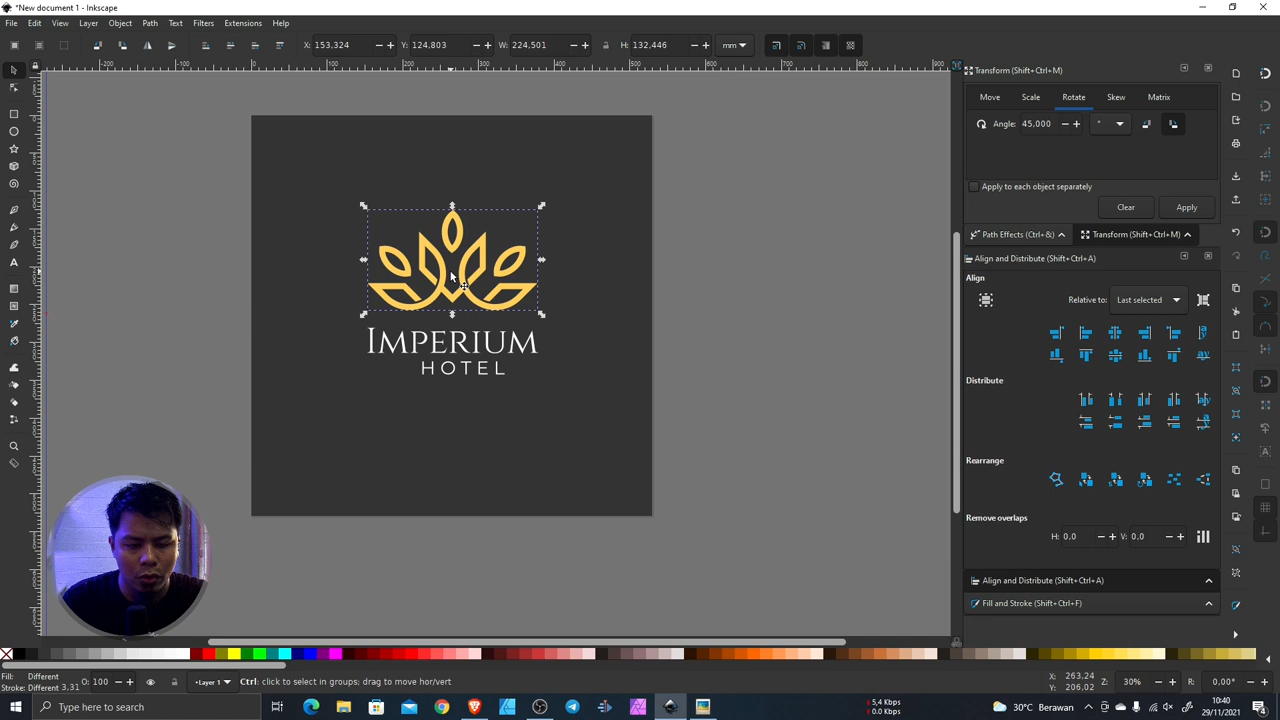 *New document 1 - Inkscape
File Edit View Layer Object Path Text Filters Extensions Help
X: 153,324 Y: 124,803 W: 224,501 H: 132,446 mm
Transform (Shift+Ctrl+M)
Move Scale Rotate Skew Matrix
Angle: 45,000 °
Apply to each object separately
Clear Apply
Path Effects (Ctrl+&) Transform (Shift+Ctrl+M)
Align and Distribute (Shift+Ctrl+A)
Align
Relative to: Last selected
Distribute
Rearrange
Remove overlaps
H: 0.0 V: 0.0
Align and Distribute (Shift+Ctrl+A)
Fill and Stroke (Shift+Ctrl+F)
IMPERIUM
HOTEL
Fill: Different
Stroke: Different 3,31
O: 100
Layer 1
Ctrl: click to select in groups; drag to move hor/vert
X: 263,24
Y: 206,02
Z: 30% R: 0,00°
Type here to search
5,4 Kbps
0.0 Kbps
30°C Berawan
10:40
29/11/2021